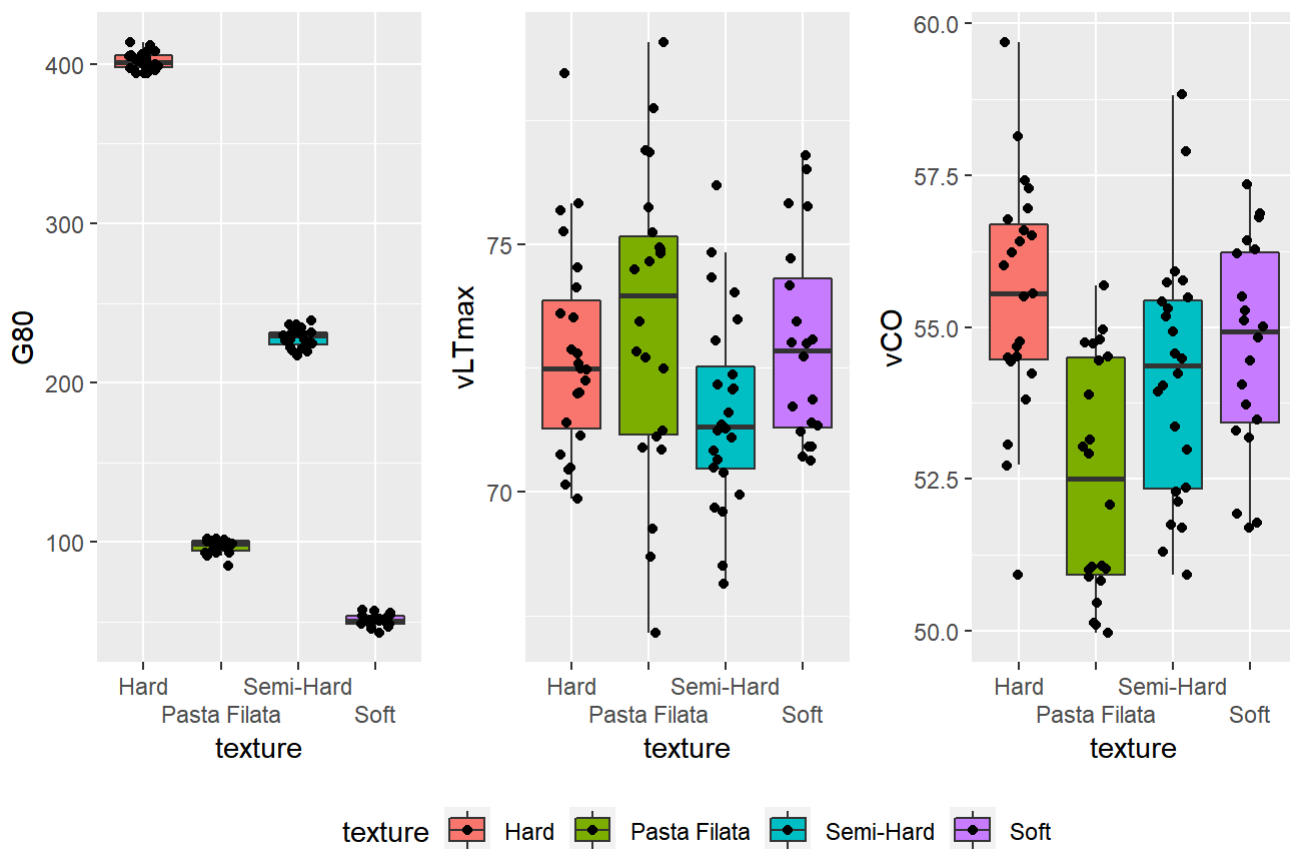 G80
400
300
200
100
Hard Semi-Hard
Pasta Filata Soft
texture
vLTmax
75
70
Hard Semi-Hard
Pasta Filata Soft
texture
vCO
60.0
57.5
55.0
52.5
50.0
Hard Semi-Hard
Pasta Filata Soft
texture
texture Hard Pasta Filata Semi-Hard Soft